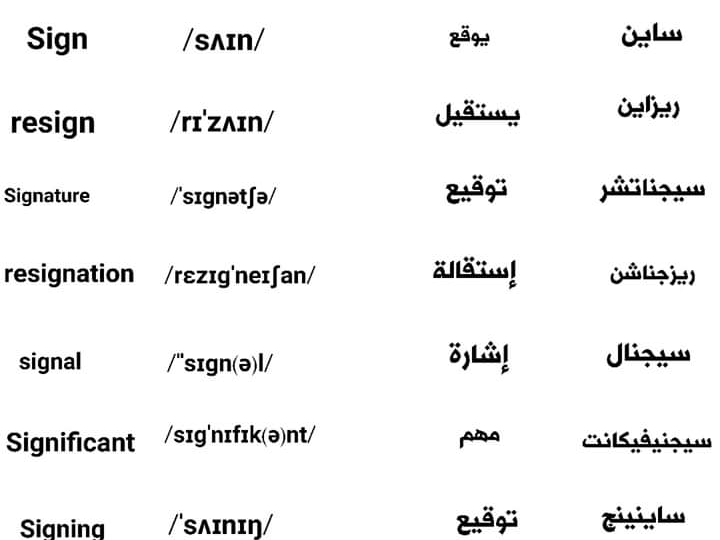 Sign /sʌɪn/ يوقع ساين
resign /rɪˈzʌɪn/ يستقيل ريزاين
Signature /ˈsɪgnətʃə/ توقيع سيجناتشر
resignation /rɛzɪgˈneɪʃan/ إستقالة ريزجناشن
signal /"sɪgn(ə)l/ إشارة سيجنال
Significant /sɪgˈnɪfɪk(ə)nt/ مهم سيجنيفيكانت
Signing /ˈsʌɪnɪŋ/ توقيع ساينينج